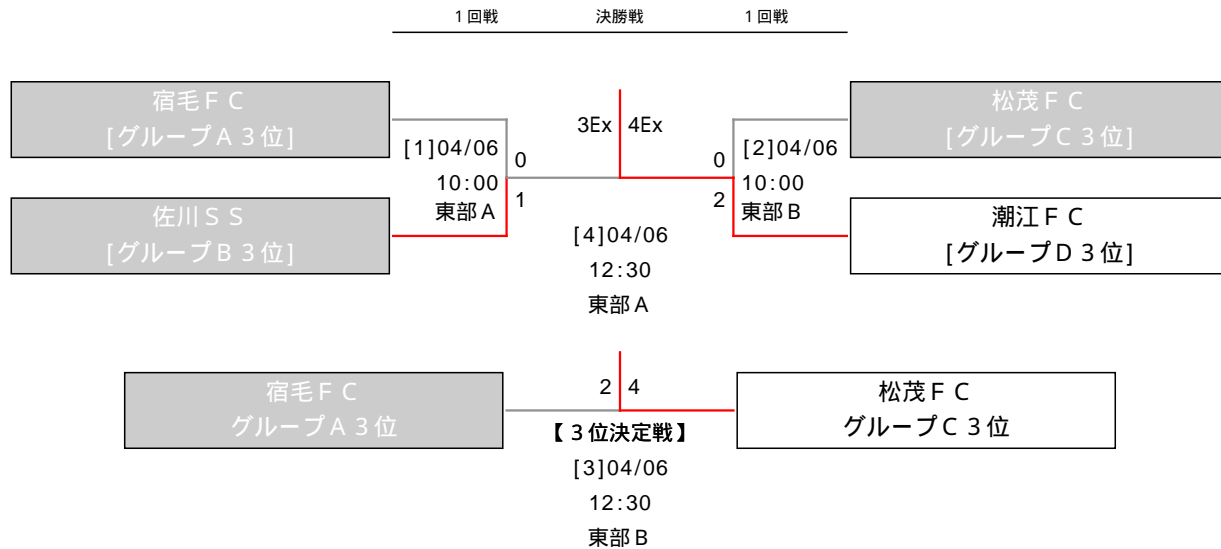 1回戦 決勝戦 1回戦
宿毛ＦＣ
[グループＡ３位]
松茂ＦＣ
[グループＣ３位]
3Ex 4Ex
[1]04/06
10:00
東部Ａ
0
1
0
2
[2]04/06
10:00
東部Ｂ
佐川ＳＳ
[グループＢ３位]
潮江ＦＣ
[グループＤ３位]
[4]04/06
12:30
東部Ａ
宿毛ＦＣ
グループＡ３位
2 4
松茂ＦＣ
グループＣ３位
【３位決定戦】
[3]04/06
12:30
東部Ｂ